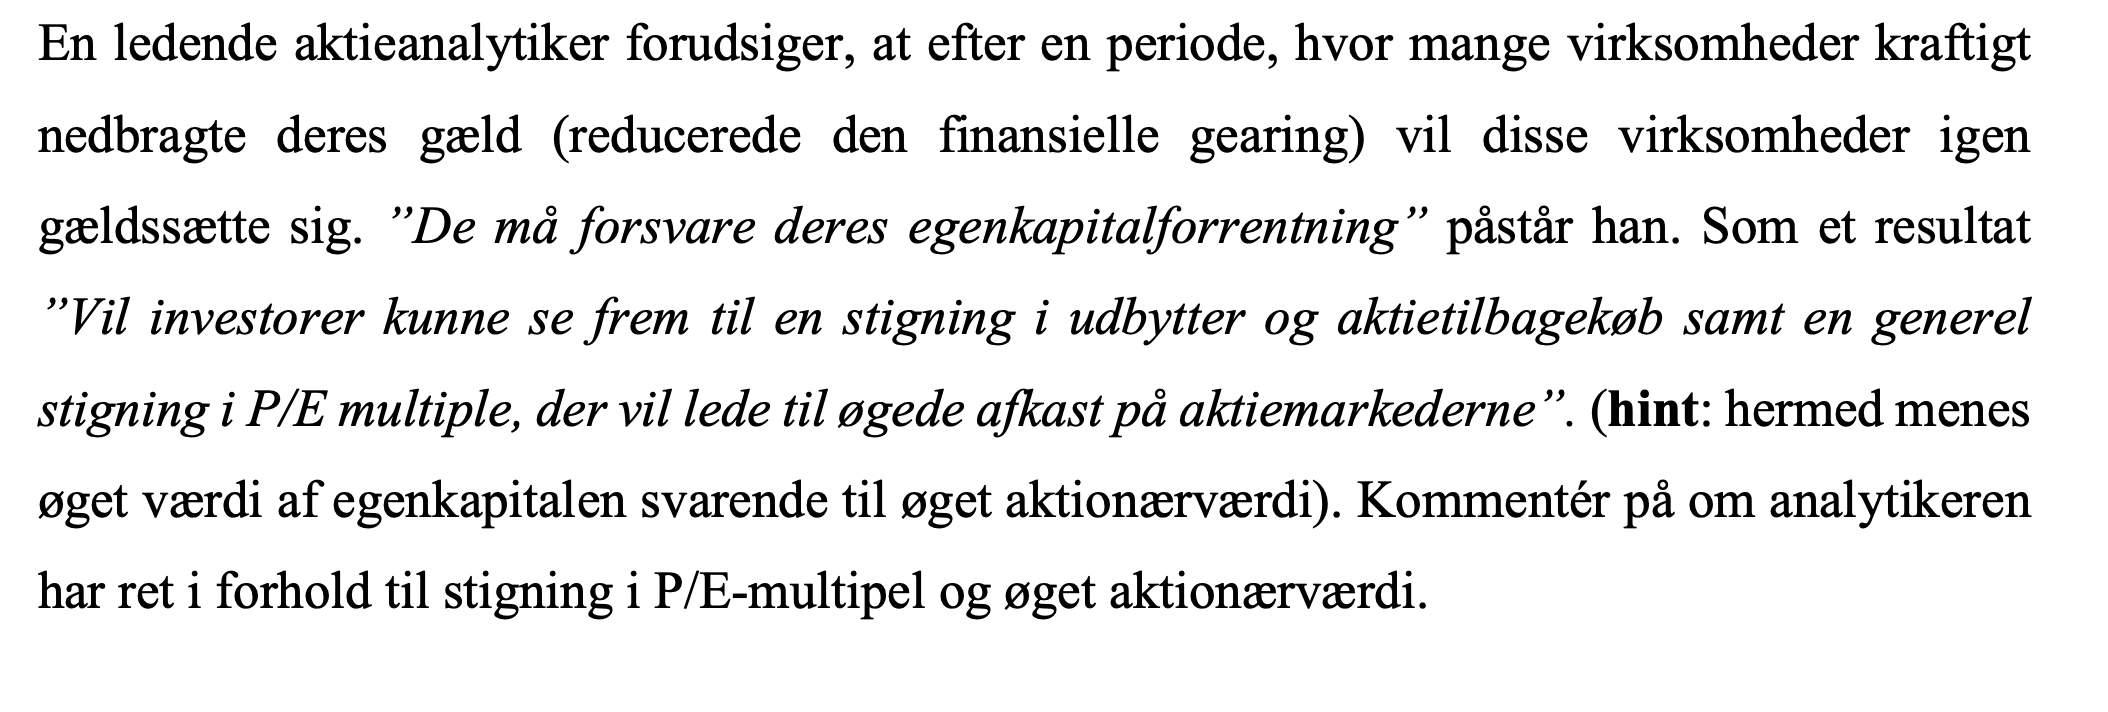 En ledende aktieanalytiker forudsiger, at efter en periode, hvor mange virksomheder kraftigt
nedbragte deres gæld (reducerede den finansielle gearing) vil disse virksomheder igen
gældssætte sig. ”De må forsvare deres egenkapitalforrentning” påstår han. Som et resultat
”Vil investorer kunne se frem til en stigning i udbytter og aktietilbagekøb samt en generel
stigning i P/E multiple, der vil lede til øgede afkast på aktiemarkederne”. (hint: hermed menes
øget værdi af egenkapitalen svarende til øget aktionærværdi). Kommentér på om analytikeren
har ret i forhold til stigning i P/E-multipel og øget aktionærværdi.